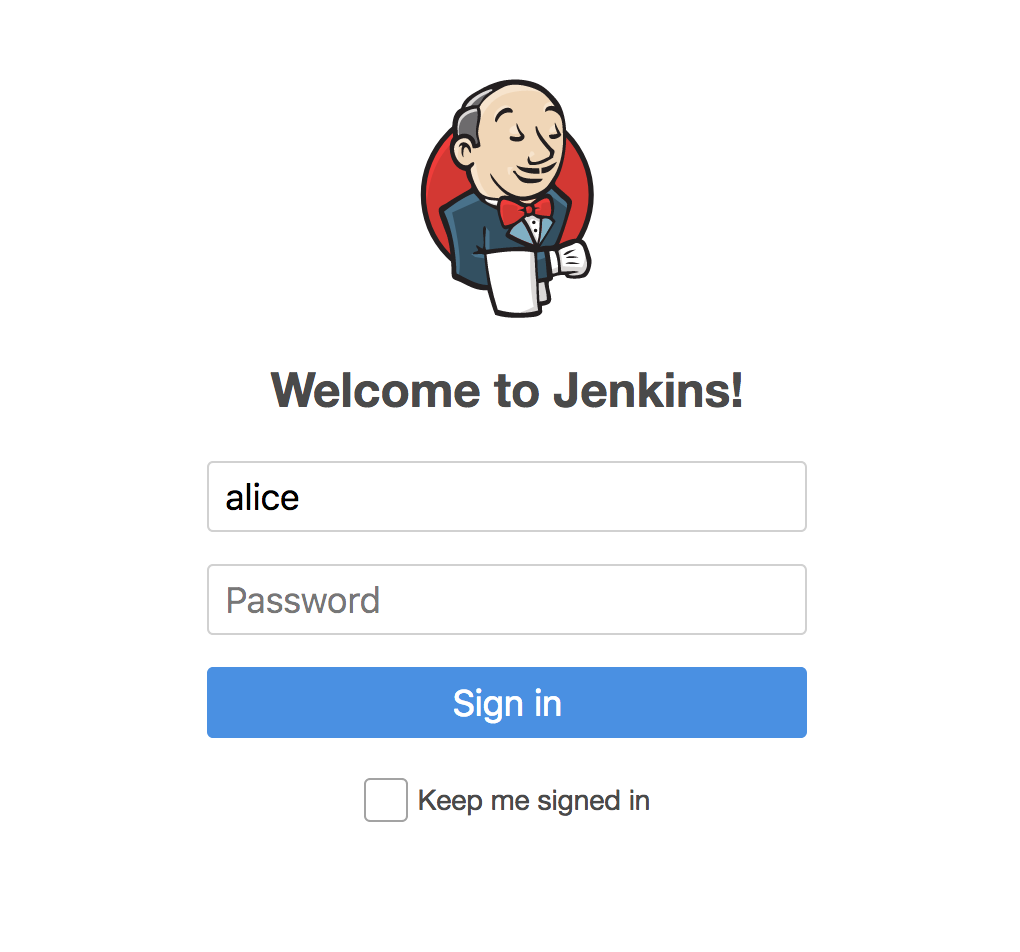 Welcome to Jenkins!
alice
Password
Sign in
Keep me signed in